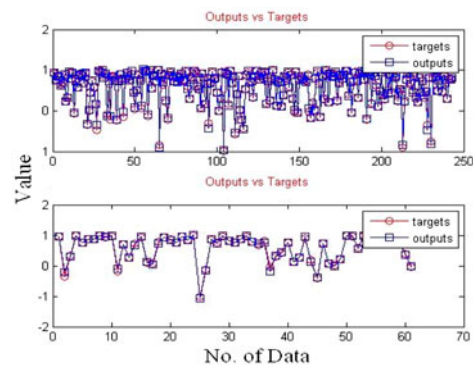 Outputs vs Targets
2
1
0
1
targets
outputs
0 50 100 150 200 250
Outputs vs Targets
Value
2
1
0
-1
-2
targets
outputs
0 10 20 30 40 50 60 70
No. of Data